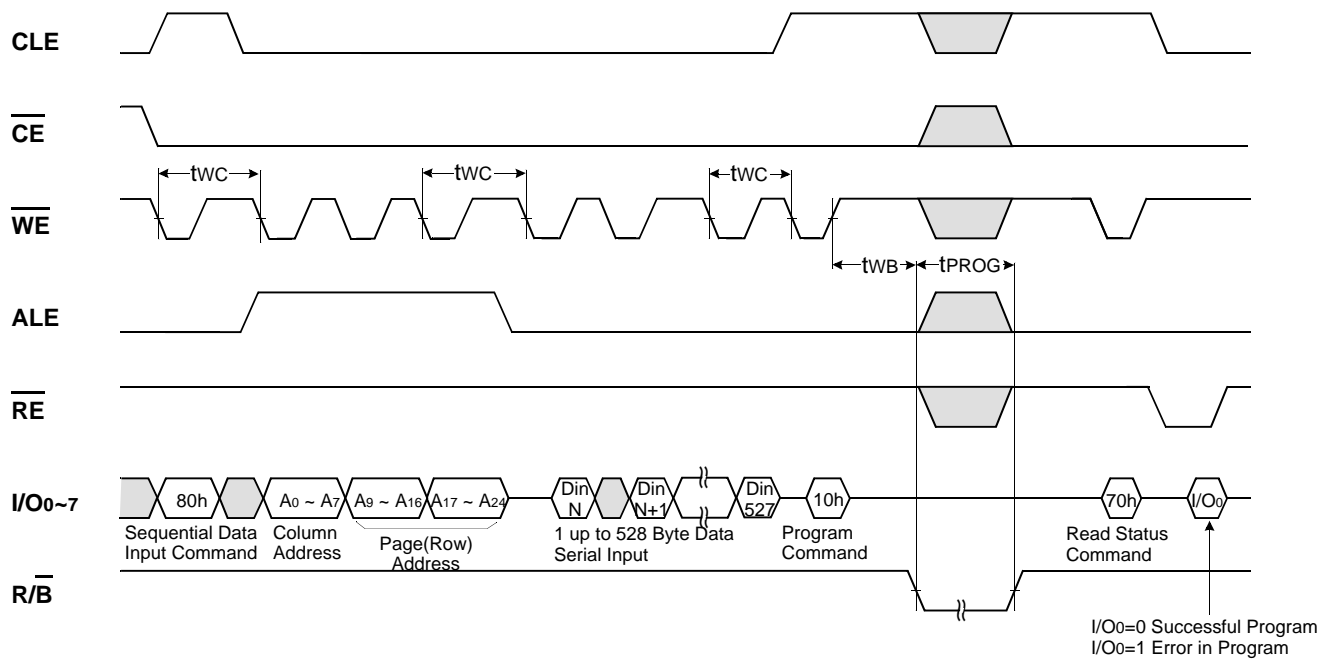 CLE
CE
tWC
tWC
tWC
WE
tWB
tPROG
ALE
RE
I/O0~7
80h
A0 ~ A7
A9 ~ A16
A17 ~ A24
Din
N
Din
N+1
Din
527
10h
70h
I/O0
Sequential Data
Input Command
Column
Address
Page(Row)
Address
1 up to 528 Byte Data
Serial Input
Program
Command
Read Status
Command
R/B
I/O0=0 Successful Program
I/O0=1 Error in Program